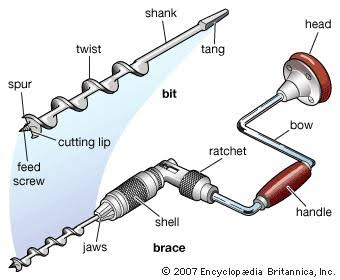 shank
head
twist
tang
spur
bit
cutting lip
feed
screw
ratchet
bow
shell
handle
jaws
brace
© 2007 Encyclopædia Britannica, Inc.